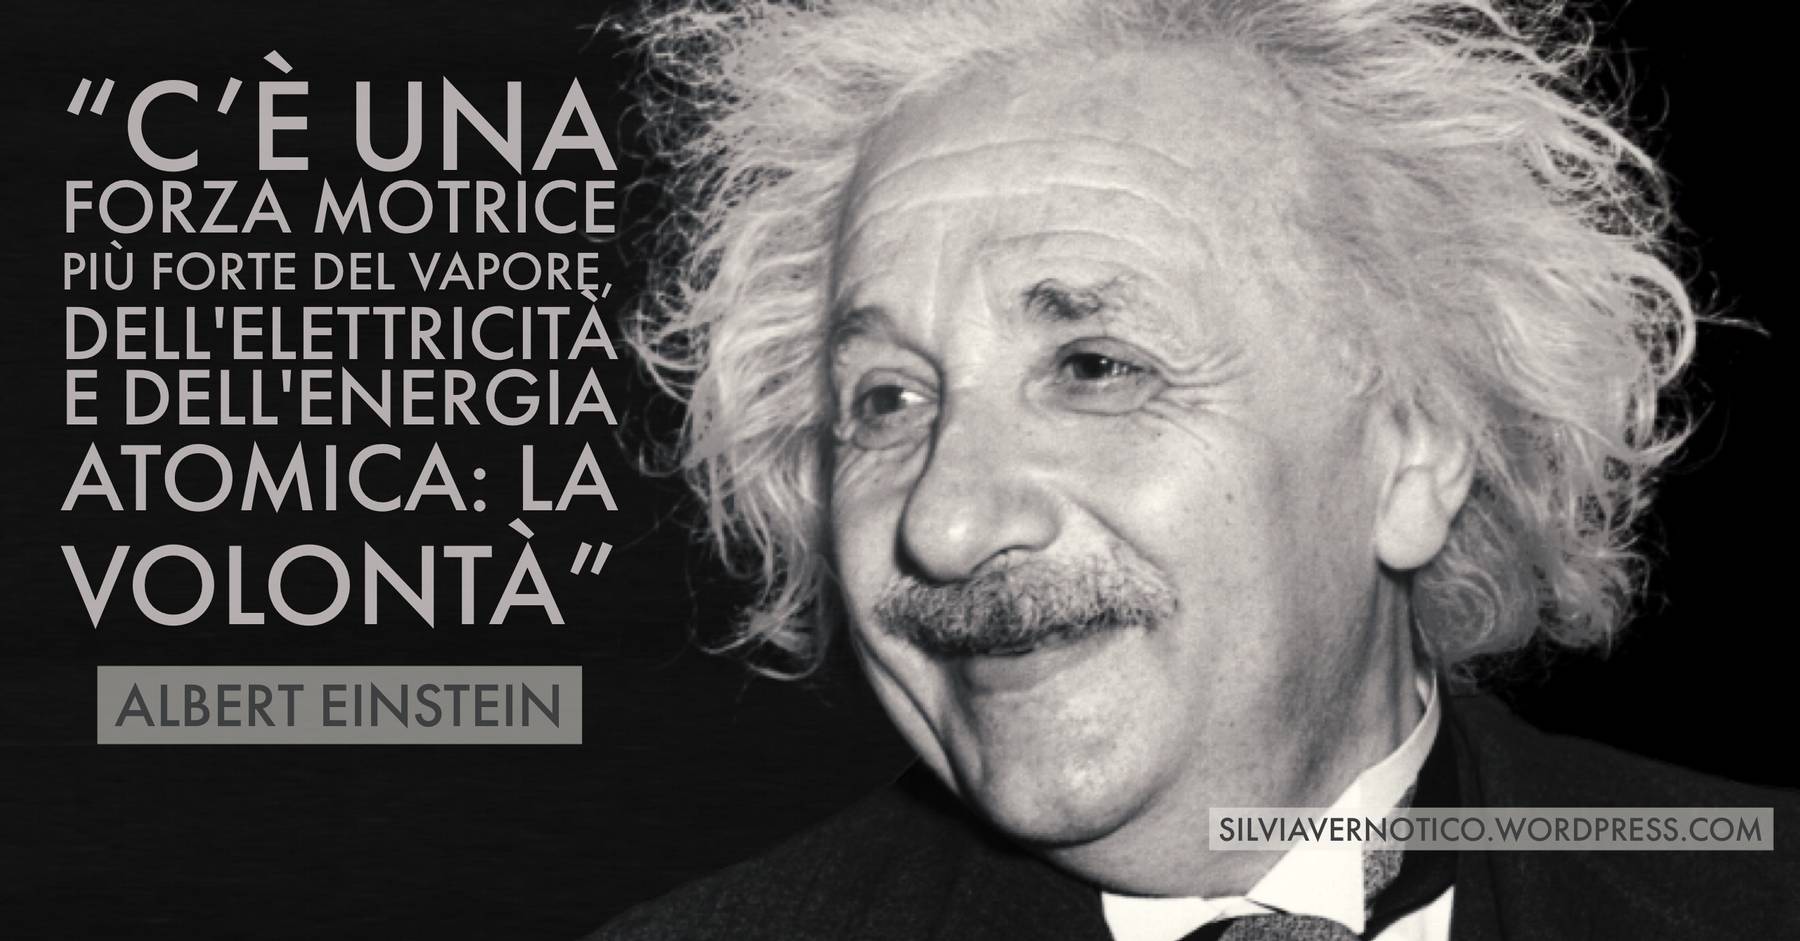 “C’È UNA
FORZA MOTRICE
PIÙ FORTE DEL VAPORE,
DELL'ELETTRICITÀ
E DELL'ENERGIA
ATOMICA: LA
VOLONTÀ”
ALBERT EINSTEIN
SILVIAVERNOTICO.WORDPRESS.COM